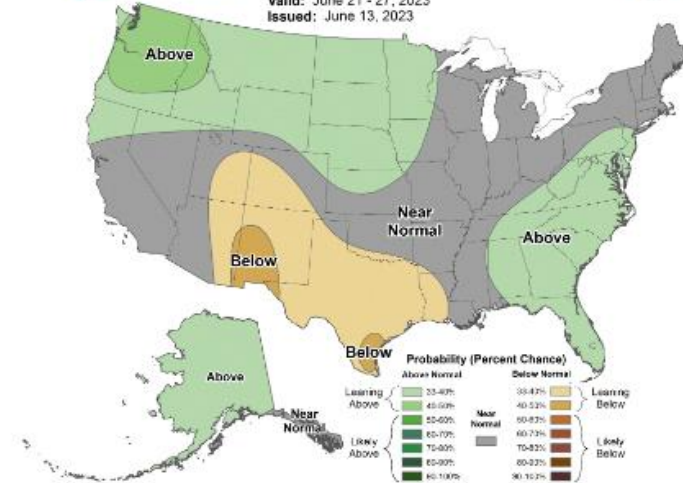 Valid: June 21 - 27, 2023
Issued: June 13, 2023
Above
Near
Normal
Above
Below
Below
Above
Near
Normal
Probability (Percent Chance)
Above Normal
Below Normal
Leaning
Above
33-40%
40-50%
Likely
Above
50-60%
60-70%
70-80%
80-90%
90-100%
Near
Normal
33-40%
40-50%
Leaning
Below
50-60%
60-70%
70-80%
80-90%
90-100%
Likely
Below